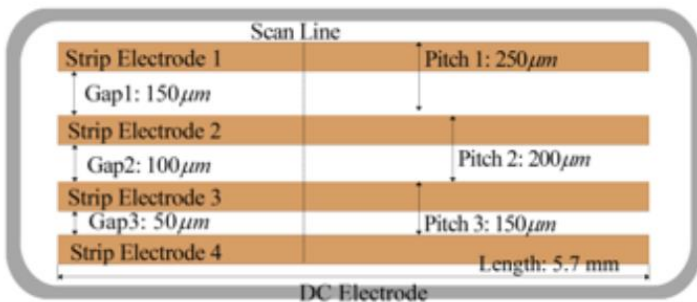 Scan Line
Strip Electrode 1
Pitch 1: 250μm
Gap1: 150μm
Strip Electrode 2
Gap2: 100μm
Pitch 2: 200μm
Strip Electrode 3
Gap3: 50μm
Pitch 3: 150μm
Strip Electrode 4
Length: 5.7 mm
DC Electrode